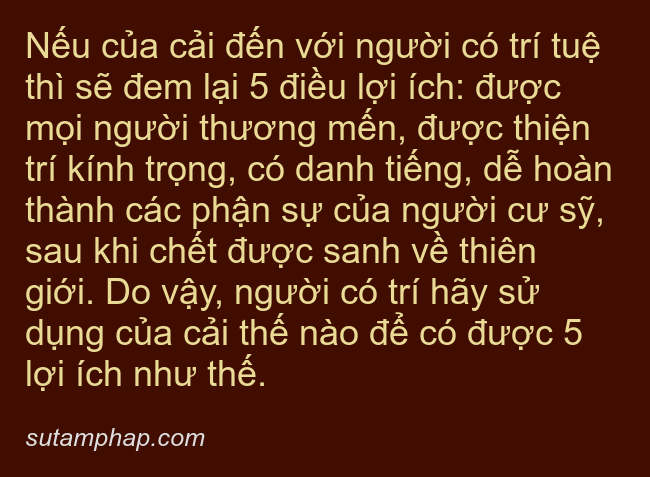 Nếu của cải đến với người có trí tuệ
thì sẽ đem lại 5 điều lợi ích: được
mọi người thương mến, được thiện
trí kính trọng, có danh tiếng, dễ hoàn
thành các phận sự của người cư sỹ,
sau khi chết được sanh về thiên
giới. Do vậy, người có trí hãy sử
dụng của cải thế nào để có được 5
lợi ích như thế.
sutamphap.com